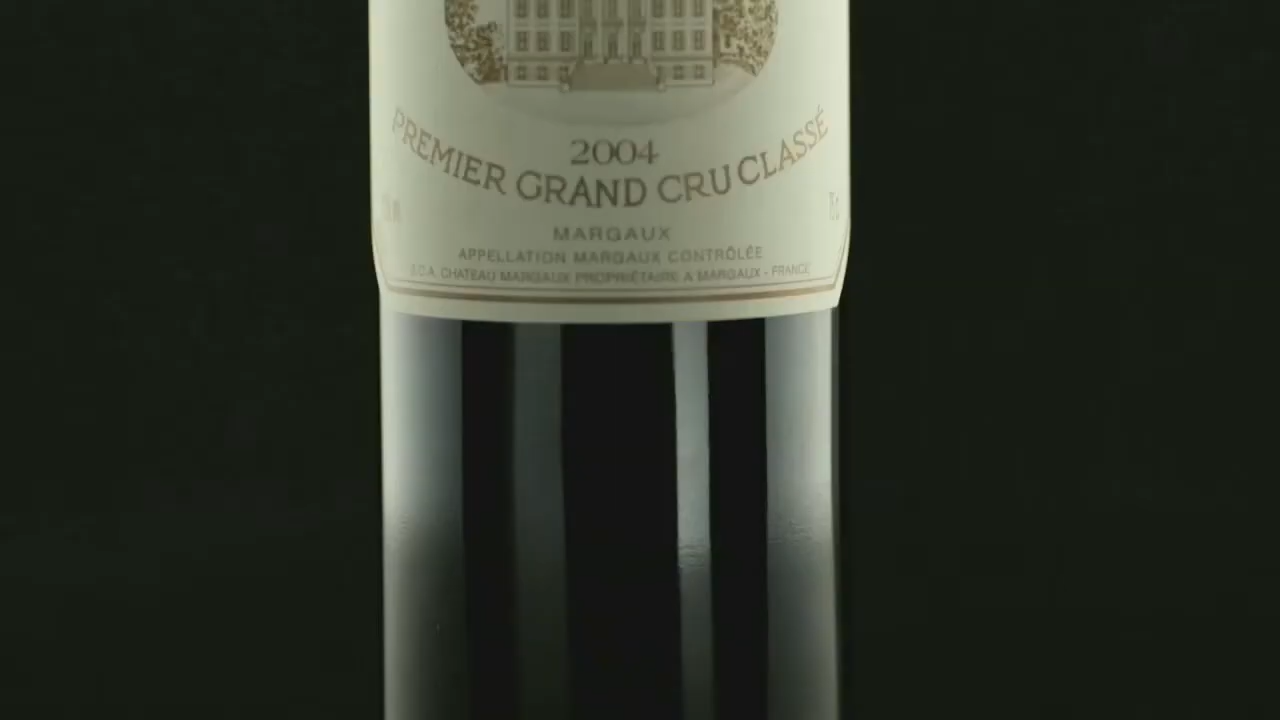 2004
PREMIER GRAND CRU CLASSÉ
MARGAUX
APPELLATION MARGAUX CONTRÔLÉE
S.C.A. CHATEAU MARGAUX PROPRIÉTAIRE A MARGAUX - FRANCE